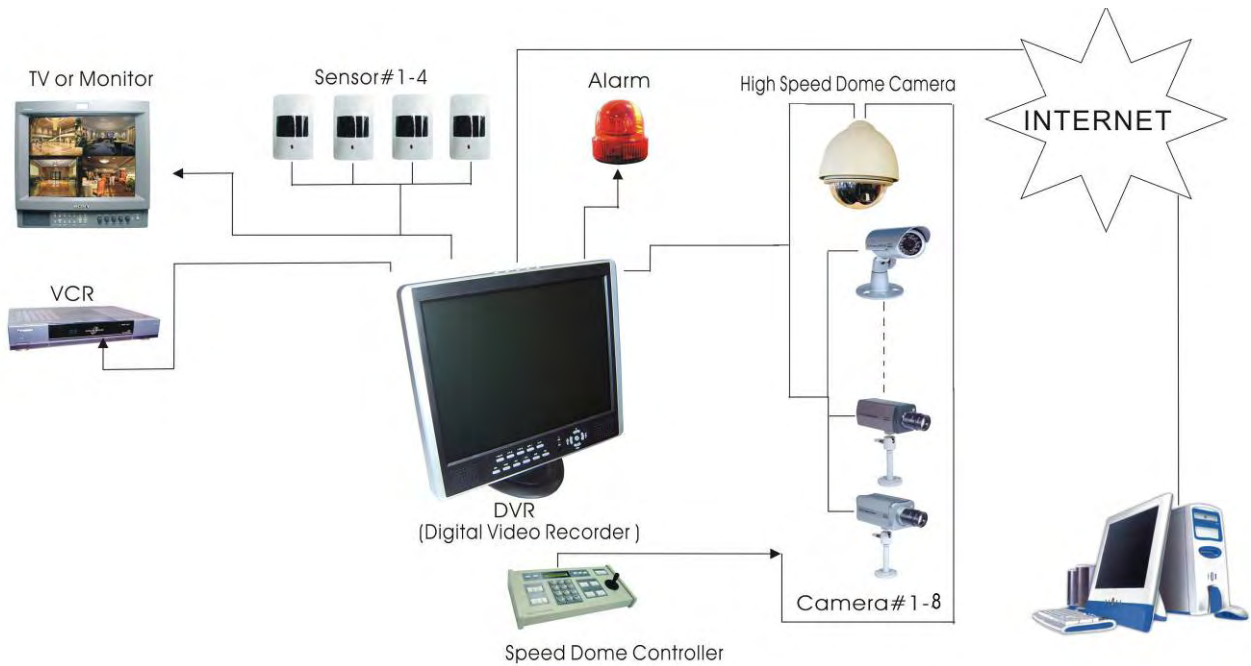 TV or Monitor
Sensor#1-4
Alarm
High Speed Dome Camera
INTERNET
VCR
DVR
(Digital Video Recorder )
Camera#1-8
Speed Dome Controller